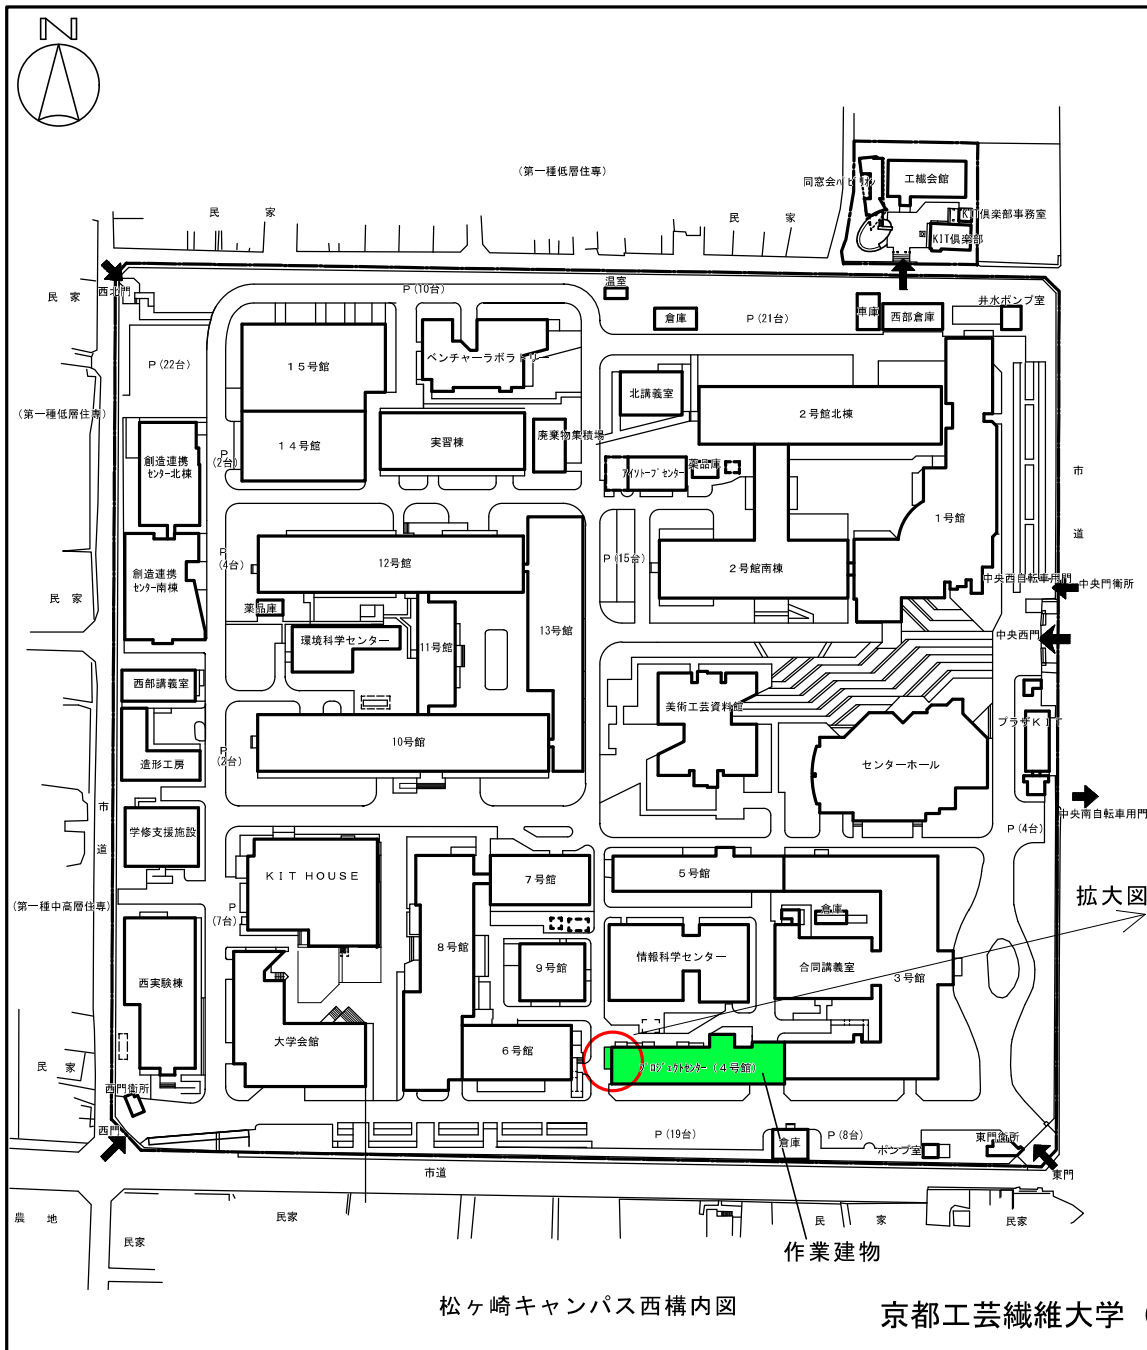 N
(第一種低層住専)
工繊会館
同窓会パビリオン
民 家
民 家
KIT倶楽部事務室
KIT倶楽部
西北門
民 家
P(10台)
温室
倉庫
P(21台)
車庫
西部倉庫
井水ポンプ室
P(22台)
15号館
ベンチャーラボラトリー
北講義室
2号館北棟
(第一種低層住専)
14号館
実習棟
廃棄物集積場
創造連携
センター北棟
P
(2台)
アイソトープセンター
薬品庫
市
道
1号館
12号館
P
(4台)
P(15台)
2号館南棟
創造連携
センター南棟
中央西自転車用門
中央門衛所
民 家
薬品庫
13号館
環境科学センター
11号館
中央西門
西部講義室
美術工芸資料館
プラザKIT
10号館
P
(2台)
造形工房
センターホール
市
道
中央南自転車用門
学修支援施設
P(4台)
KIT HOUSE
7号館
5号館
拡大図
(第一種中高層住専)
P
(7台)
倉庫
8号館
情報科学センター
9号館
合同講義室
3号館
西実験棟
大学会館
6号館
プロジェクトセンター(4号館)
民 家
西門衛所
西門
P(19台)
倉庫
P(8台)
ポンプ室
東門衛所
東門
市道
農 地
民家
民 家
民家
民家
作業建物
松ヶ崎キャンパス西構内図
京都工芸繊維大学(